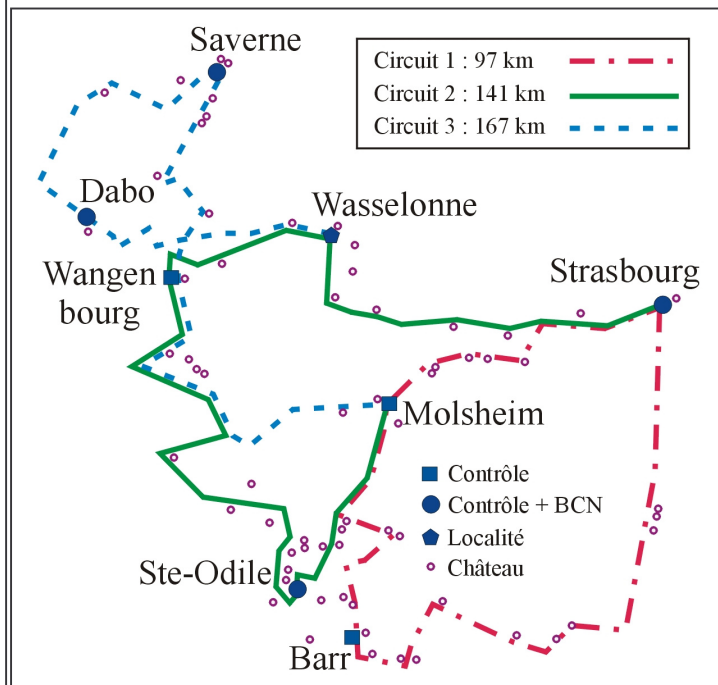 Saverne
Circuit 1 : 97 km
Circuit 2 : 141 km
Circuit 3 : 167 km
Dabo
Wasselonne
Wangen
bourg
Strasbourg
Molsheim
Contrôle
Contrôle + BCN
Localité
Château
Ste-Odile
Barr